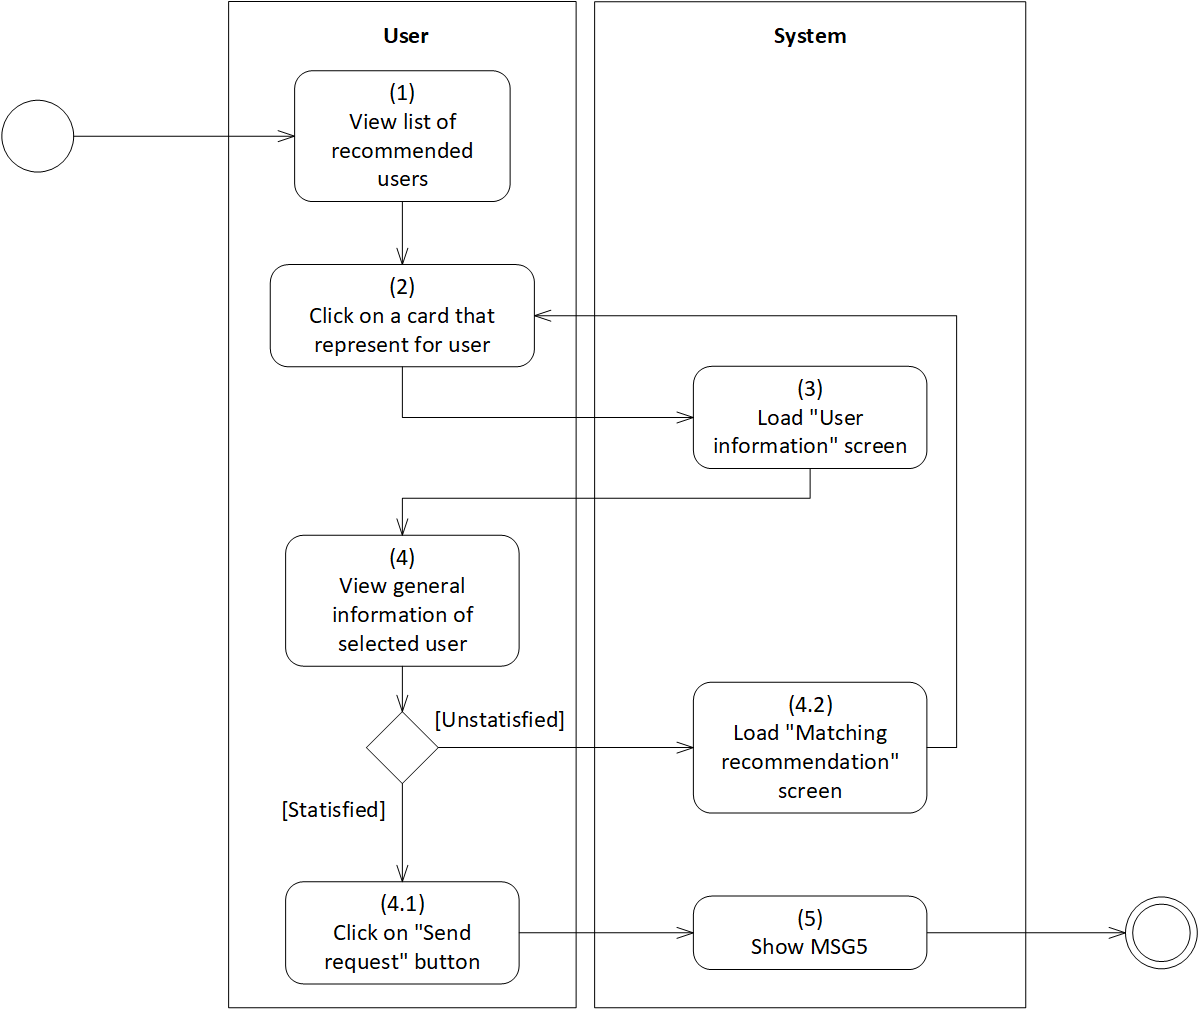 User
System
(1)
View list of
recommended
users
(2)
Click on a card that
represent for user
(3)
Load "User
information" screen
(4)
View general
information of
selected user
[Unstatisfied]
(4.2)
Load "Matching
recommendation"
screen
[Statisfied]
(4.1)
Click on "Send
request" button
(5)
Show MSG5